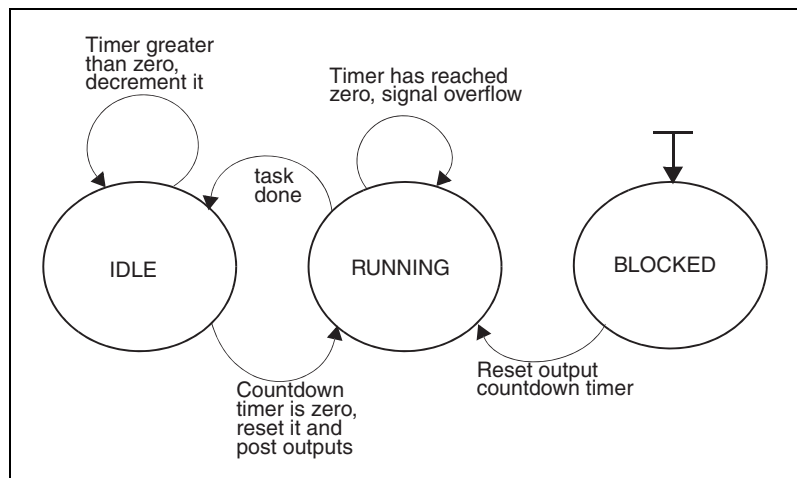 Timer greater
than zero,
decrement it
Timer has reached
zero, signal overflow
task
done
IDLE
RUNNING
BLOCKED
Countdown
timer is zero,
reset it and
post outputs
Reset output
countdown timer